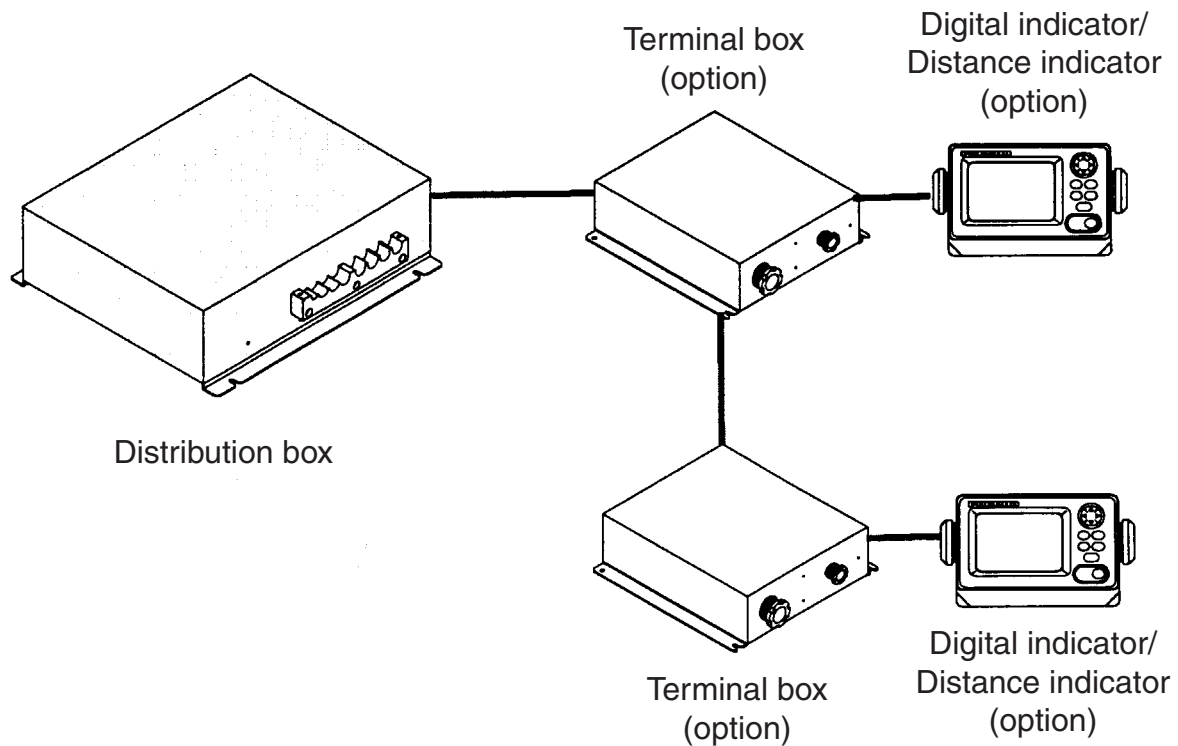 Terminal box
(option)
Digital indicator/
Distance indicator
(option)
Distribution box
Terminal box
(option)
Digital indicator/
Distance indicator
(option)